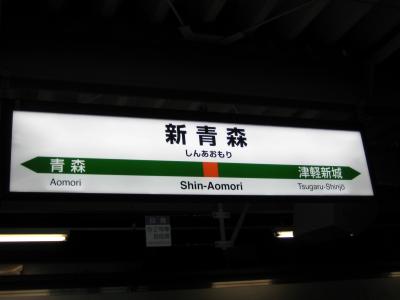 新青森
しんあおもり
青森
津軽新城
Aomori
Shin-Aomori
Tsugaru-Shinjō